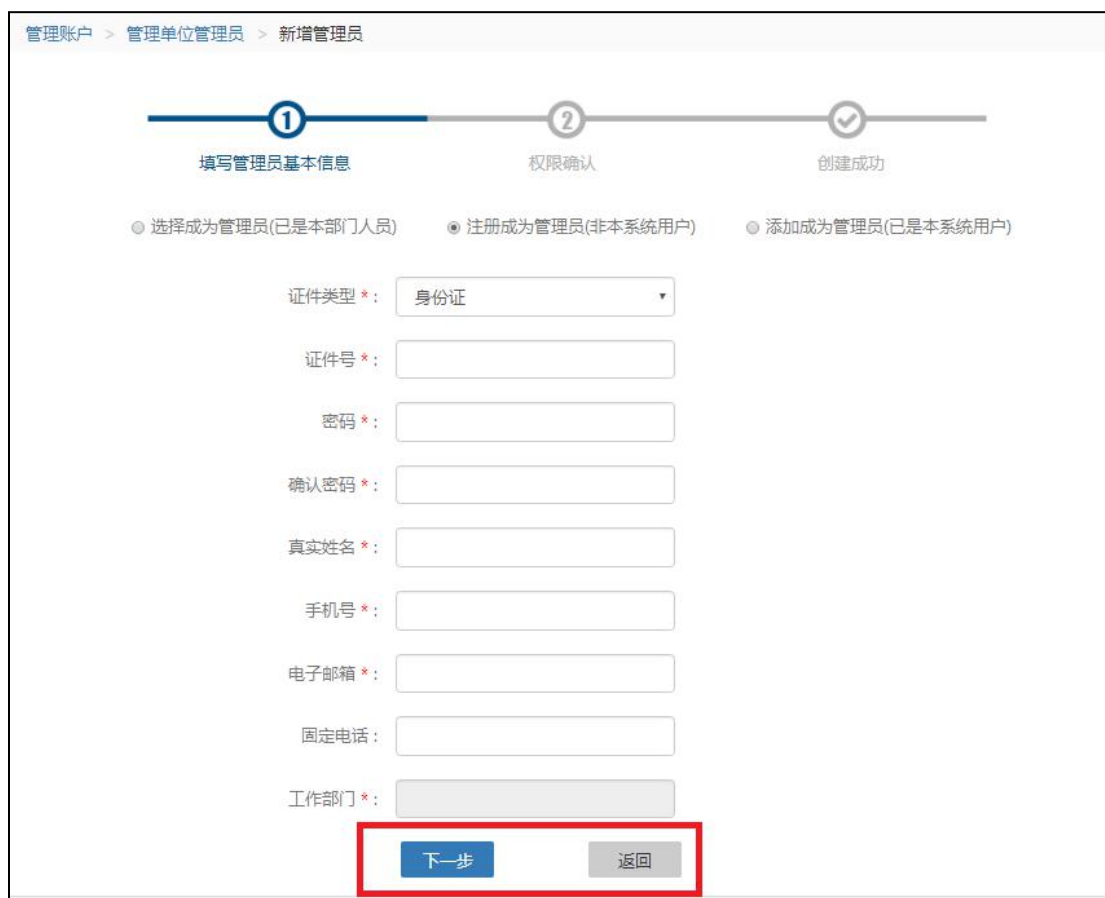 管理账户 > 管理单位管理员 > 新增管理员
1 2
填写管理员基本信息 权限确认 创建成功
选择成为管理员(已是本部门人员) 注册成为管理员(非本系统用户) 添加成为管理员(已是本系统用户)
证件类型 * : 身份证
证件号 * :
密码 * :
确认密码 * :
真实姓名 * :
手机号 * :
电子邮箱 * :
固定电话 :
工作部门 * :
下一步 返回